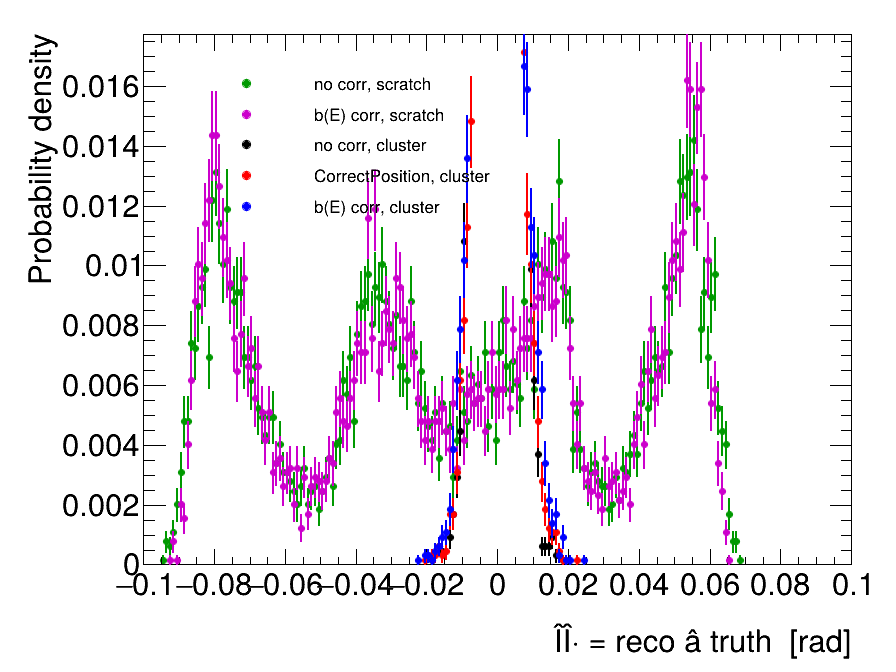 Probability density
0.016
0.014
0.012
0.01
0.008
0.006
0.004
0.002
0
no corr, scratch
b(E) corr, scratch
no corr, cluster
CorrectPosition, cluster
b(E) corr, cluster
−0.1 −0.08 −0.06 −0.04 −0.02 0 0.02 0.04 0.06 0.08 0.1
ÎÎ· = reco â truth [rad]